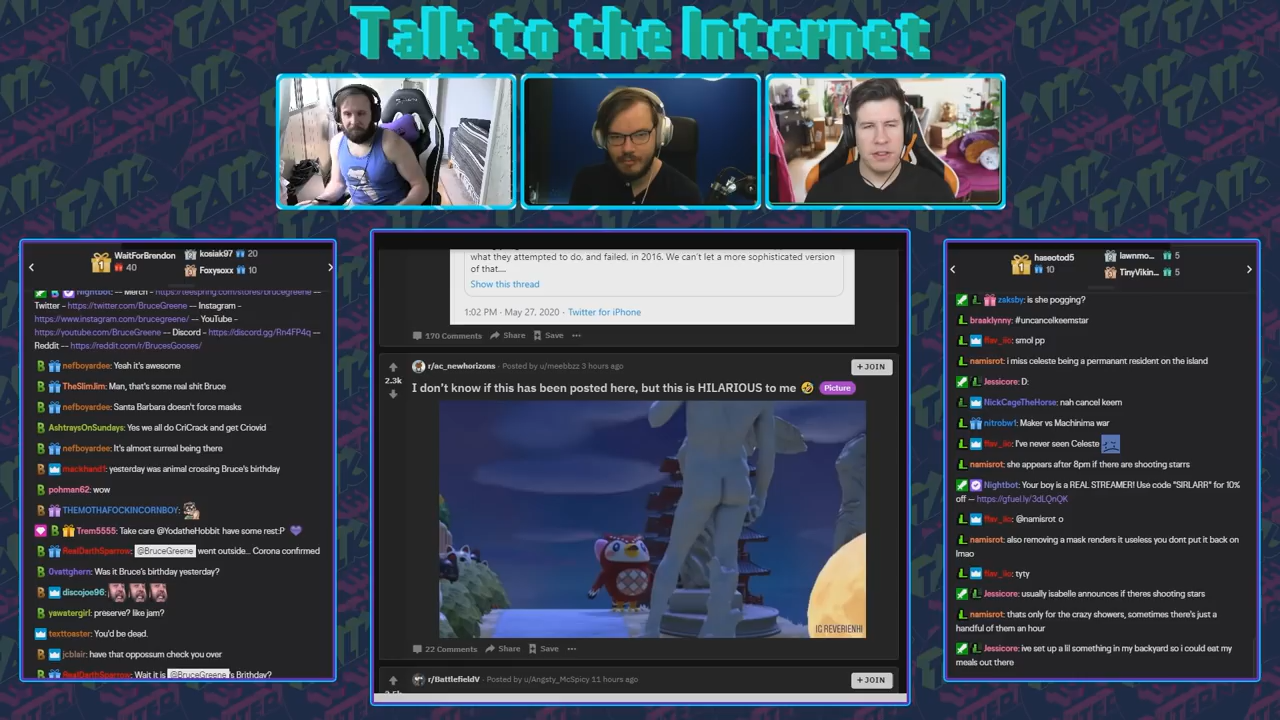 Talk to the Internet
WaitForBrendon
40
kosiak97 20
Foxysoxx 10
Nightbot: -- Merch - https://teespring.com/stores/brucegreene --
Twitter - https://twitter.com/BruceGreene -- Instagram -
https://www.instagram.com/brucegreene/ -- YouTube -
https://youtube.com/BruceGreene -- Discord - https://discord.gg/Rn4FP4q --
Reddit -- https://reddit.com/r/BrucesGooses/
nefboyardee: Yeah it's awesome
TheSlimJim: Man, that's some real shit Bruce
nefboyardee: Santa Barbara doesn't force masks
AshtraysOnSundays: Yes we all do CriCrack and get Criovid
nefboyardee: It's almost surreal being there
mackhand1: yesterday was animal crossing Bruce's birthday
pohman62: wow
THEMOTHAFOCKINCORNBOY:
Trem5555: Take care @YodatheHobbit have some rest:P
RealDarthSparrow: @BruceGreene went outside... Corona confirmed
0vattghern: Was it Bruce's birthday yesterday?
discojoe96:
yawatergirl: preserve? like jam?
texttoaster: You'd be dead.
jcblair: have that oppossum check you over
RealDarthSparrow: Wait it is @BruceGreene's Brithday?
what they attempted to do, and failed, in 2016. We can't let a more sophisticated version
of that....
Show this thread
1:02 PM · May 27, 2020 · Twitter for iPhone
170 Comments Share Save
r/ac_newhorizons · Posted by u/meebbzz 3 hours ago
+ JOIN
2.3k
I don't know if this has been posted here, but this is HILARIOUS to me 🤣 Picture
IG REVERIENHI
22 Comments Share Save
r/BattlefieldV · Posted by u/Angsty_McSpicy 11 hours ago
+ JOIN
haseotod5
10
lawnmo... 5
TinyVikin... 5
zaksby: is she pogging?
braaklynny: #uncancelkeemstar
ffav_iic: smol pp
namisrot: i miss celeste being a permanant resident on the
island
Jessicore: D:
NickCageTheHorse: nah cancel keem
nitrobw1: Maker vs Machinima war
ffav_iic: I've never seen Celeste
namisrot: she appears after 8pm if there are shooting starrs
Nightbot: Your boy is a REAL STREAMER! Use code "SIRLARR" for 10%
off — https://gfuel.ly/3dLQnQK
ffav_iic: @namisrot o
namisrot: also removing a mask renders it useless you dont put it back on
lmao
ffav_iic: tyty
Jessicore: usually isabelle announces if theres shooting stars
namisrot: thats only for the crazy showers, sometimes there's just a
handful of them an hour
Jessicore: ive set up a lil something in my backyard so i could eat my
meals out there